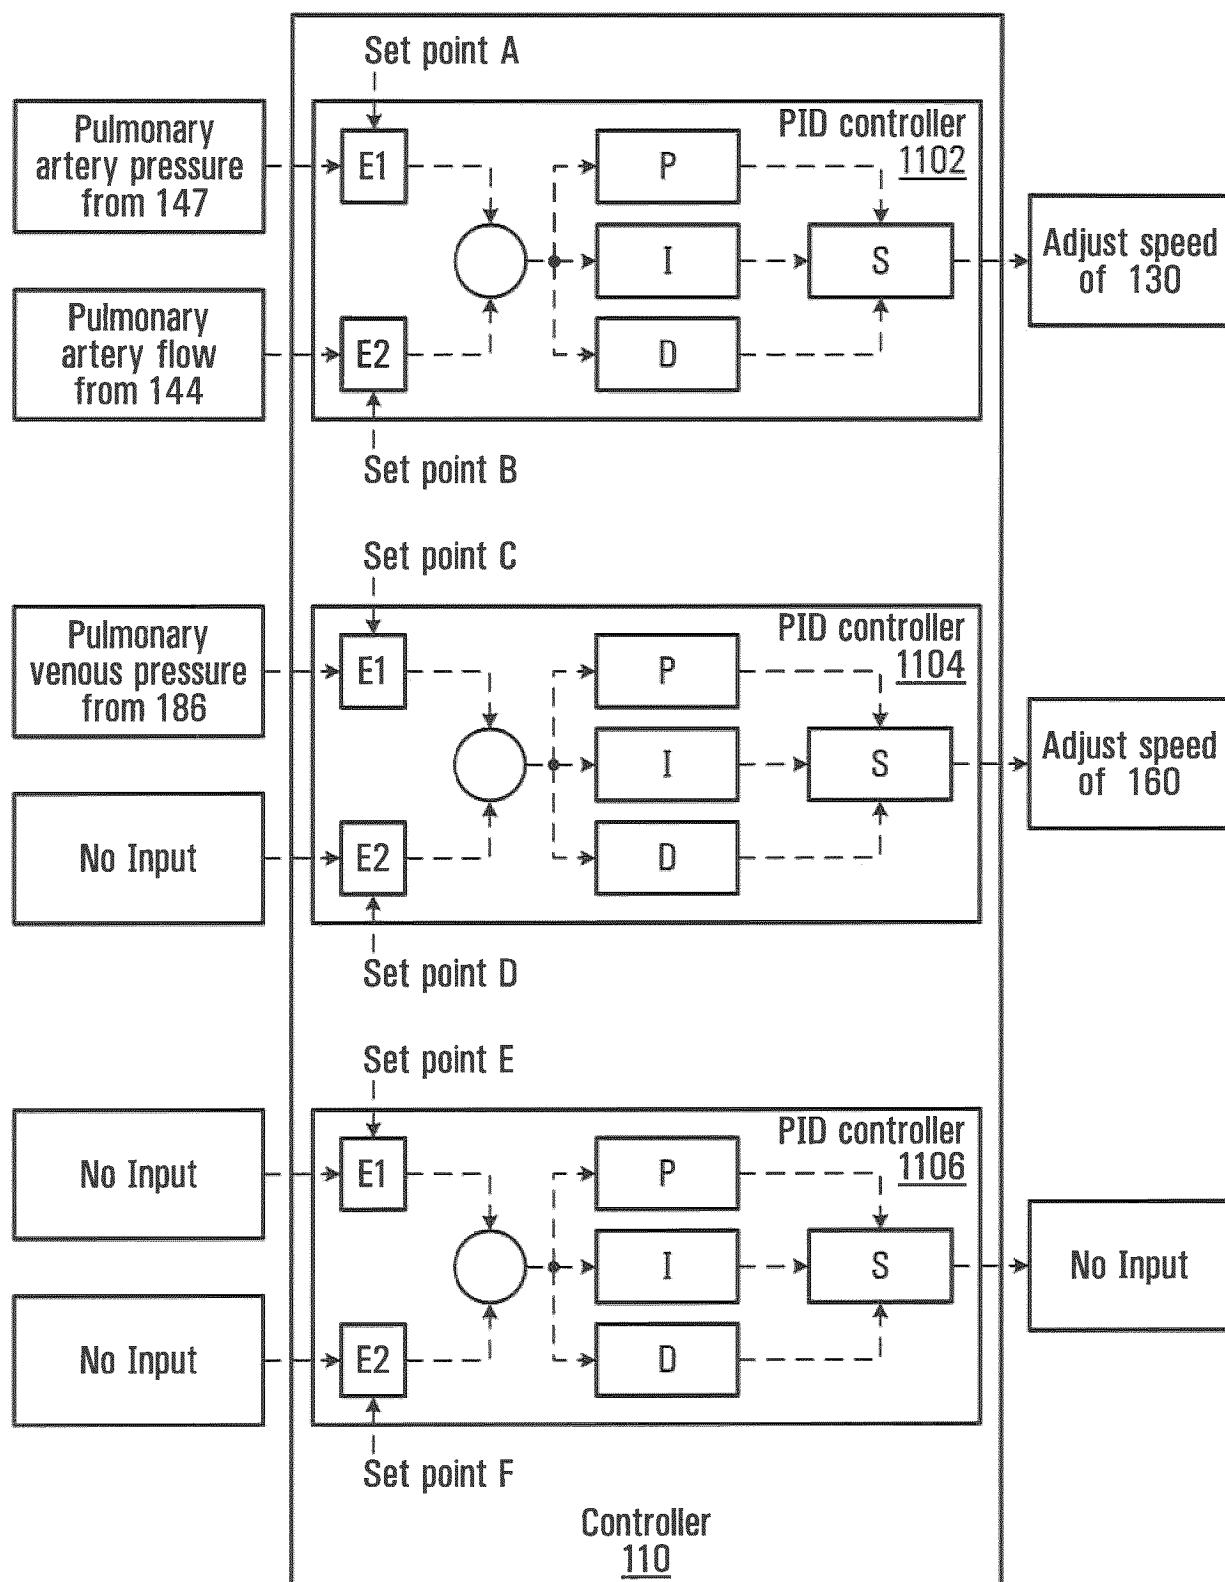 Set point A
Pulmonary
artery pressure
from 147
E1
P
PID controller
1102
I
S
Adjust speed
of 130
Pulmonary
artery flow
from 144
E2
D
Set point B
Set point C
Pulmonary
venous pressure
from 186
E1
P
PID controller
1104
I
S
Adjust speed
of 160
No Input
E2
D
Set point D
Set point E
No Input
E1
P
PID controller
1106
I
S
No Input
No Input
E2
D
Set point F
Controller
110